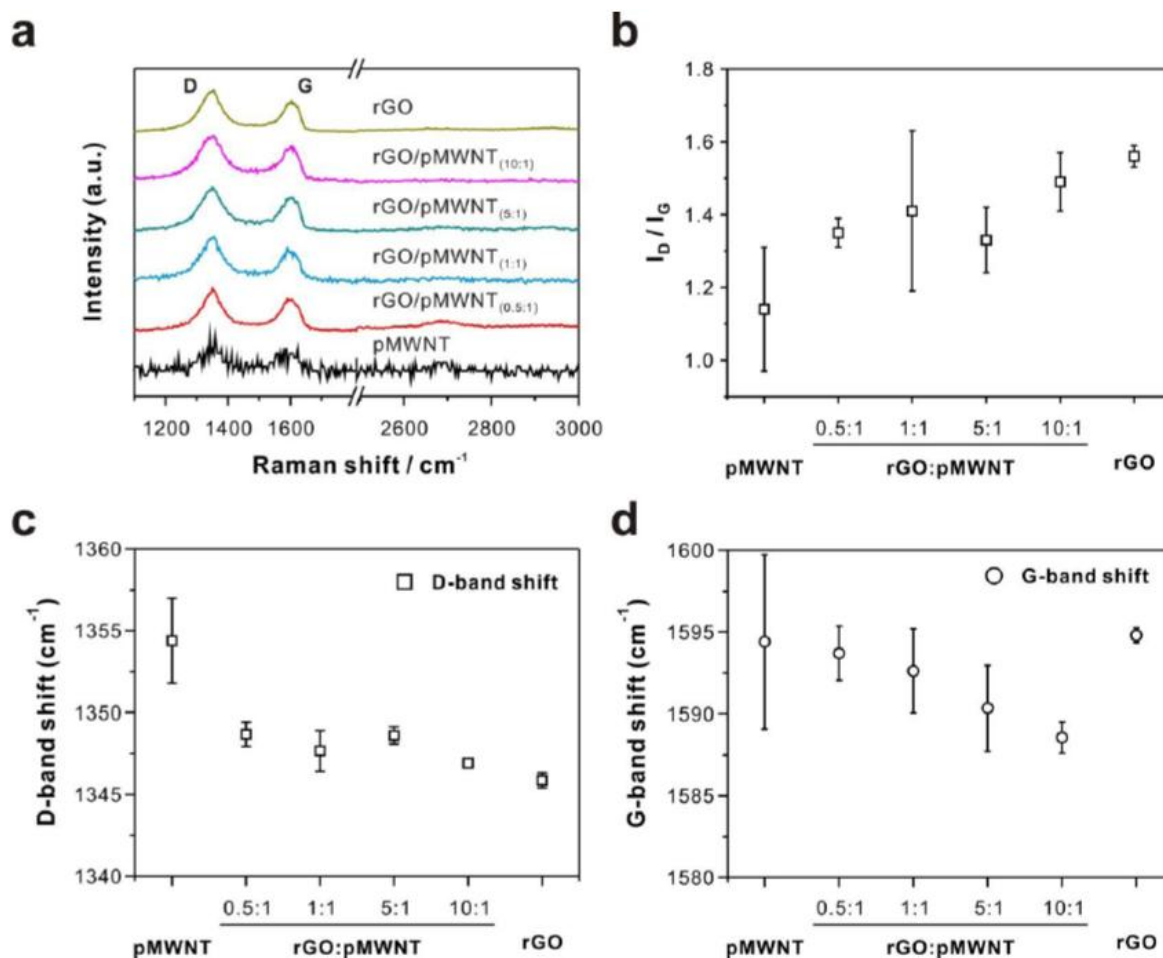 a
D
G
rGO
rGO/pMWNT(10:1)
rGO/pMWNT(5:1)
rGO/pMWNT(1:1)
rGO/pMWNT(0.5:1)
pMWNT
Intensity (a.u.)
1200 1400 1600 2600 2800 3000
Raman shift / cm-1
b
1.8
1.6
1.4
1.2
1.0
ID / IG
0.5:1 1:1 5:1 10:1
pMWNT rGO:pMWNT rGO
c
1360
1355
1350
1345
1340
D-band shift (cm-1)
D-band shift
0.5:1 1:1 5:1 10:1
pMWNT rGO:pMWNT rGO
d
1600
1595
1590
1585
1580
G-band shift (cm-1)
G-band shift
0.5:1 1:1 5:1 10:1
pMWNT rGO:pMWNT rGO